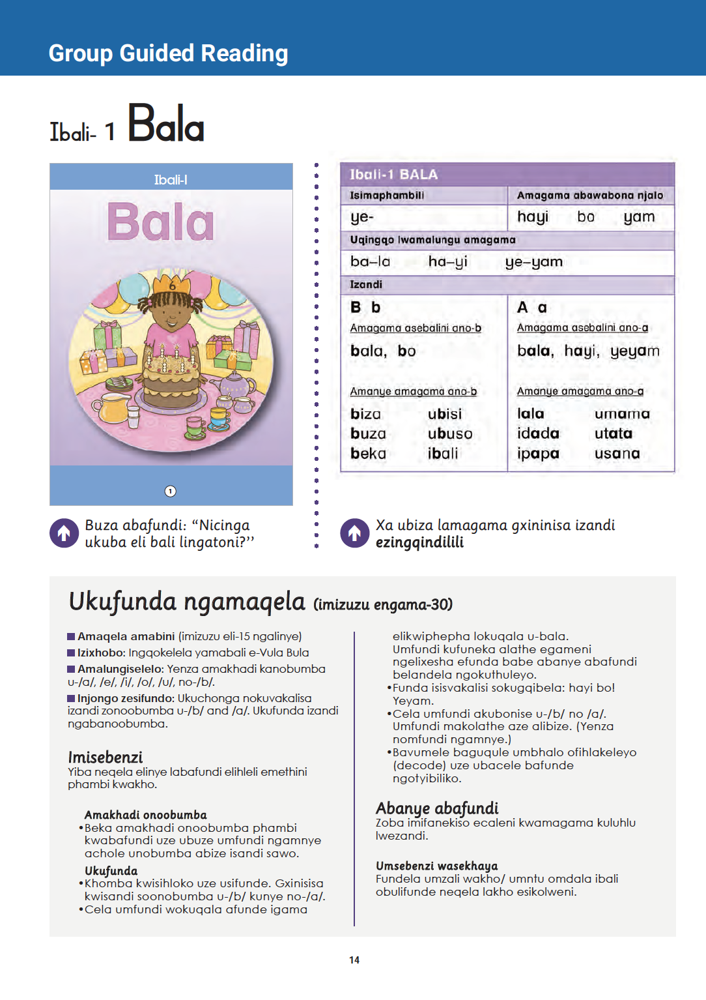 Group Guided Reading
Ibali- 1 Bala
Ibali-1
Bala
6
1
Buza abafundi: “Nicinga
ukuba eli bali lingatoni?’’
Ibali-1 BALA
Isimaphambili Amagama abawabona njalo
ye- hayi bo yam
Uqingqo lwamalungu amagama
ba–la ha–yi ye–yam
Izandi
B b
Amagama asebalini ano-b
bala, bo
Amanye amagama ano-b
biza ubisi
buza ubuso
beka ibali
A a
Amagama asebalini ano-a
bala, hayi, yeyam
Amanye amagama ano-a
lala umama
idada utata
ipapa usana
Xa ubiza lamagama gxininisa izandi
ezingqindilili
Ukufunda ngamaqela (imizuzu engama-30)
Amaqela amabini (imizuzu eli-15 ngalinye)
Izixhobo: Ingqokelela yamabali e-Vula Bula
Amalungiselelo: Yenza amakhadi kanobumba
u-/a/, /e/, /i/, /o/, /u/, no-/b/.
Injongo zesifundo: Ukuchonga nokuvakalisa
izandi zonoobumba u-/b/ and /a/. Ukufunda izandi
ngabanoobumba.
Imisebenzi
Yiba neqela elinye labafundi elihleli emethini
phambi kwakho.
Amakhadi onoobumba
•Beka amakhadi onoobumba phambi
kwabafundi uze ubuze umfundi ngamnye
achole unobumba abize isandi sawo.
Ukufunda
•Khomba kwisihloko uze usifunde. Gxinisisa
kwisandi soonobumba u-/b/ kunye no-/a/.
•Cela umfundi wokuqala afunde igama
elikwiphepha lokuqala u-bala.
Umfundi kufuneka alathe egameni
ngelixesha efunda babe abanye abafundi
belandela ngokuthuleyo.
•Funda isisvakalisi sokugqibela: hayi bo!
Yeyam.
•Cela umfundi akubonise u-/b/ no /a/.
Umfundi makolathe aze alibize. (Yenza
nomfundi ngamnye.)
•Bavumele baguqule umbhalo ofihlakeleyo
(decode) uze ubacele bafunde
ngotyibiliko.
Abanye abafundi
Zoba imifanekiso ecaleni kwamagama kuluhlu
lwezandi.
Umsebenzi wasekhaya
Fundela umzali wakho/ umntu omdala ibali
obulifunde neqela lakho esikolweni.
14